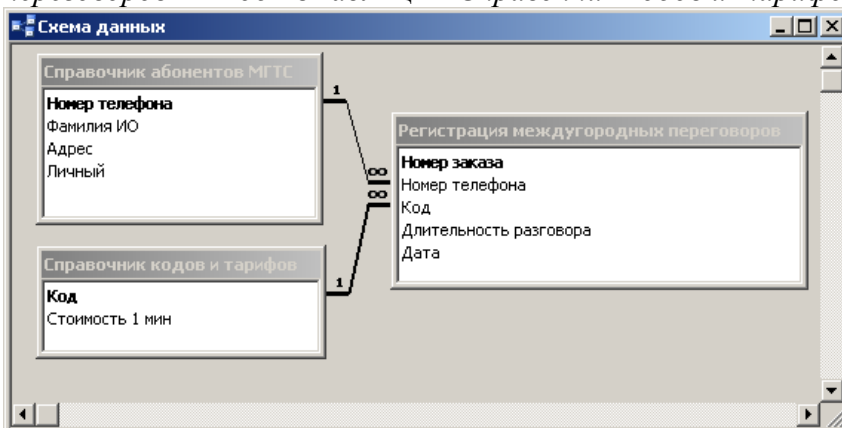 Схема данных
Справочник абонентов МГТС
Номер телефона
Фамилия ИО
Адрес
Личный
1
∞
∞
1
Регистрация междугородных переговоров
Номер заказа
Номер телефона
Код
Длительность разговора
Дата
Справочник кодов и тарифов
Код
Стоимость 1 мин